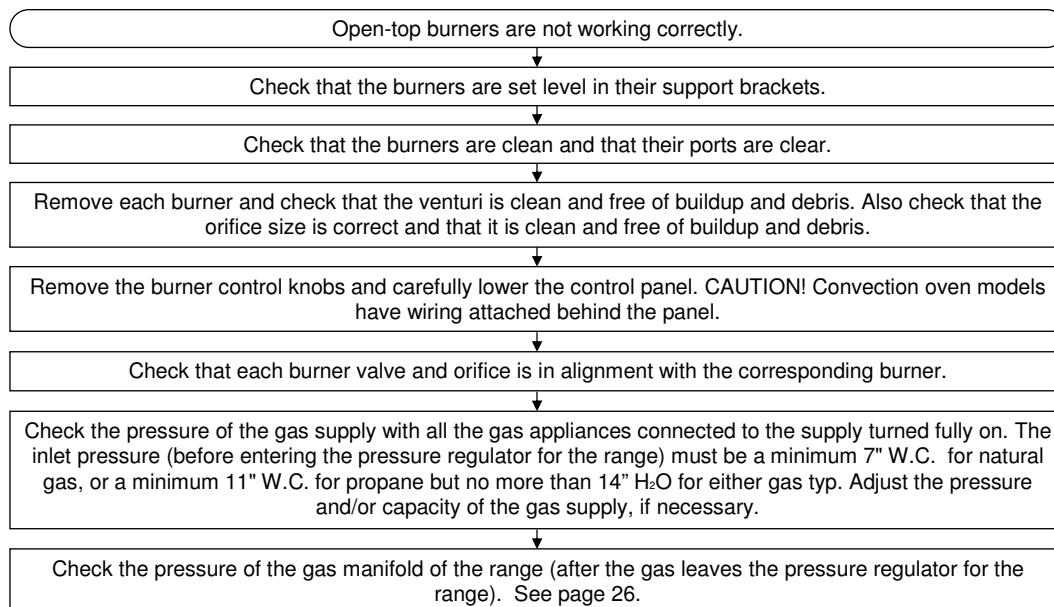 Open-top burners are not working correctly.
Check that the burners are set level in their support brackets.
Check that the burners are clean and that their ports are clear.
Remove each burner and check that the venturi is clean and free of buildup and debris. Also check that the
orifice size is correct and that it is clean and free of buildup and debris.
Remove the burner control knobs and carefully lower the control panel. CAUTION! Convection oven models
have wiring attached behind the panel.
Check that each burner valve and orifice is in alignment with the corresponding burner.
Check the pressure of the gas supply with all the gas appliances connected to the supply turned fully on. The
inlet pressure (before entering the pressure regulator for the range) must be a minimum 7" W.C. for natural
gas, or a minimum 11" W.C. for propane but no more than 14” H₂O for either gas typ. Adjust the pressure
and/or capacity of the gas supply, if necessary.
Check the pressure of the gas manifold of the range (after the gas leaves the pressure regulator for the
range). See page 26.